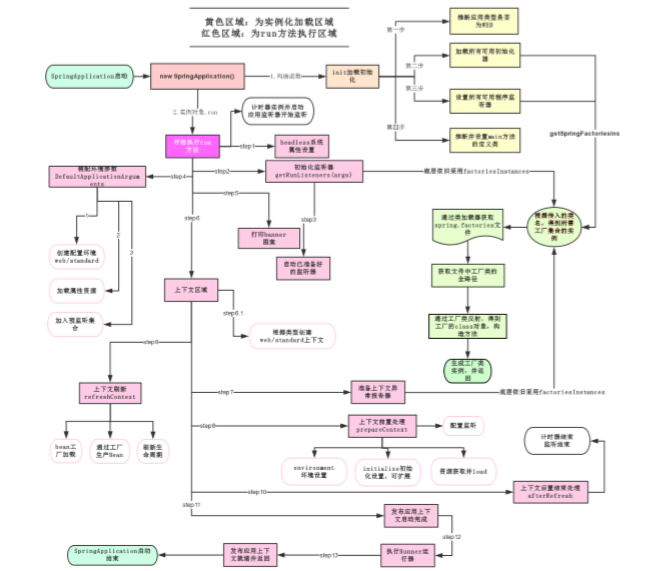 黄色区域：为实例化加载区域
红色区域：为run方法执行区域
SpringApplication启动
new SpringApplication()
1.构造函数
init加载初始
化
第一步
推断应用类型是否
为WEB
第二步
加载所有可用初始化
器
第三步
设置所有可用程序监
听器
第四步
推断并设置main方法
的定义类
getSpringFactoriesIns
2.实例对象.run
计时器实例并启动
应用监听器开始监听
开始执行run
方法
step1
headless系统
属性设置
step2
初始化监听器
getRunListeners(args)
底层依旧采用factoriesInstances
step3
启动已准备好
的监听器
step4
装配环境参数
DefaultApplicationArgum
ents
1
2
3
创建配置环境
web/standard
加载属性资源
加入预监听集
合
step5
打印banner
图案
根据传入的类
名，得到所需
工厂集合的实
例
通过类加载器获取
spring.factories文
件
获取文件中工厂类的
全路径
通过工厂类反射，得到
工厂的class对象、构
造方法
生成工厂类
实例，并返
回
step6
上下文区域
step6.1
根据类型创建
web/standard上下文
step7
准备上下文异
常报告器
底层依旧采用factoriesInstances
step8
上下文前置处理
prepareContext
配置监听
environment
环境设置
initialize初始
化设置，可扩展
资源获取并load
step9
上下文刷新
refreshContext
bean工
厂加载
通过工厂
生产Bean
刷新生
命周期
step10
上下文后置结束处理
afterRefresh
计时器结束
监听结束
step11
发布应用上下
文启动完成
step12
执行Runner运
行器
step13
发布应用上下
文就绪并返回
SpringApplication启动
结束